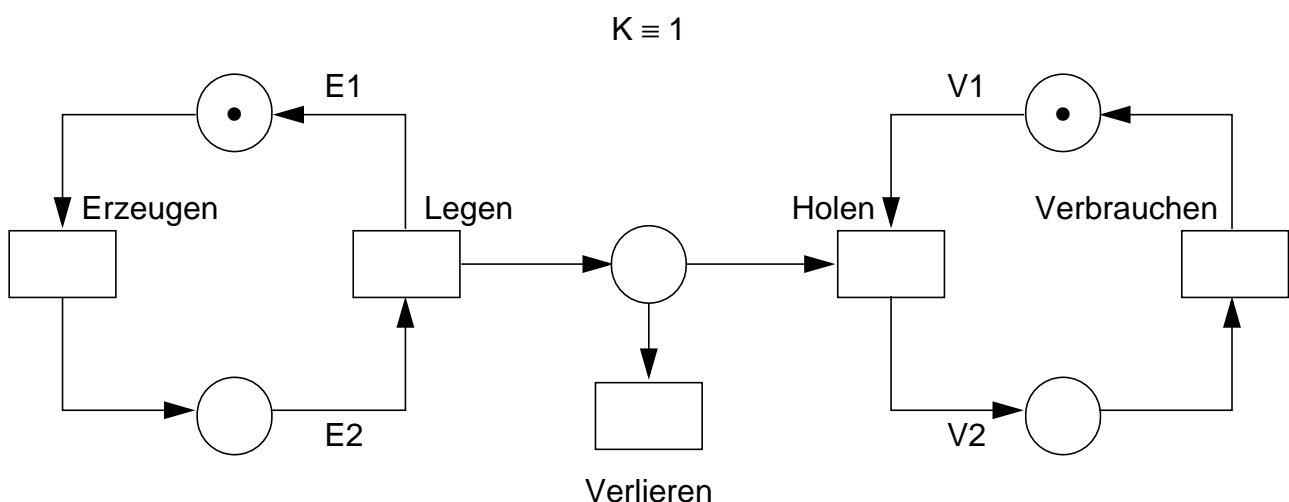 K ≡ 1
E1
V1
Erzeugen
Legen
Holen
Verbrauchen
E2
V2
Verlieren